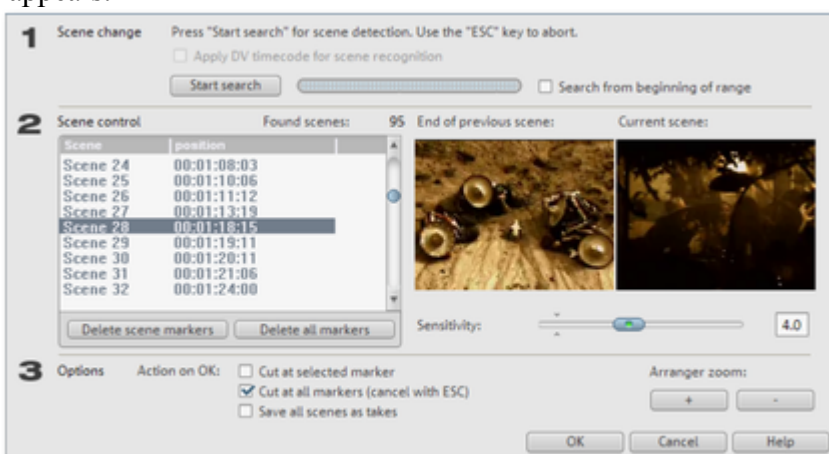 appears.
1 Scene change Press "Start search" for scene detection. Use the "ESC" key to abort.
Apply DV timecode for scene recognition
Start search Search from beginning of range
2 Scene control Found scenes: 95 End of previous scene: Current scene:
Scene position
Scene 24 00:01:08:03
Scene 25 00:01:10:06
Scene 26 00:01:11:12
Scene 27 00:01:13:19
Scene 28 00:01:18:15
Scene 29 00:01:19:11
Scene 30 00:01:20:11
Scene 31 00:01:21:06
Scene 32 00:01:24:00
Delete scene markers Delete all markers Sensitivity: 4.0
3 Options Action on OK: Cut at selected marker Arranger zoom:
Cut at all markers (cancel with ESC) + -
Save all scenes as takes
OK Cancel Help